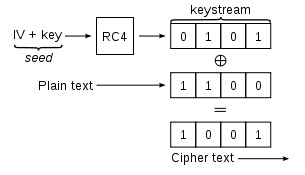 keystream
IV + key
RC4
0 1 0 1
seed
⊕
Plain text
1 1 0 0
=
1 0 0 1
Cipher text